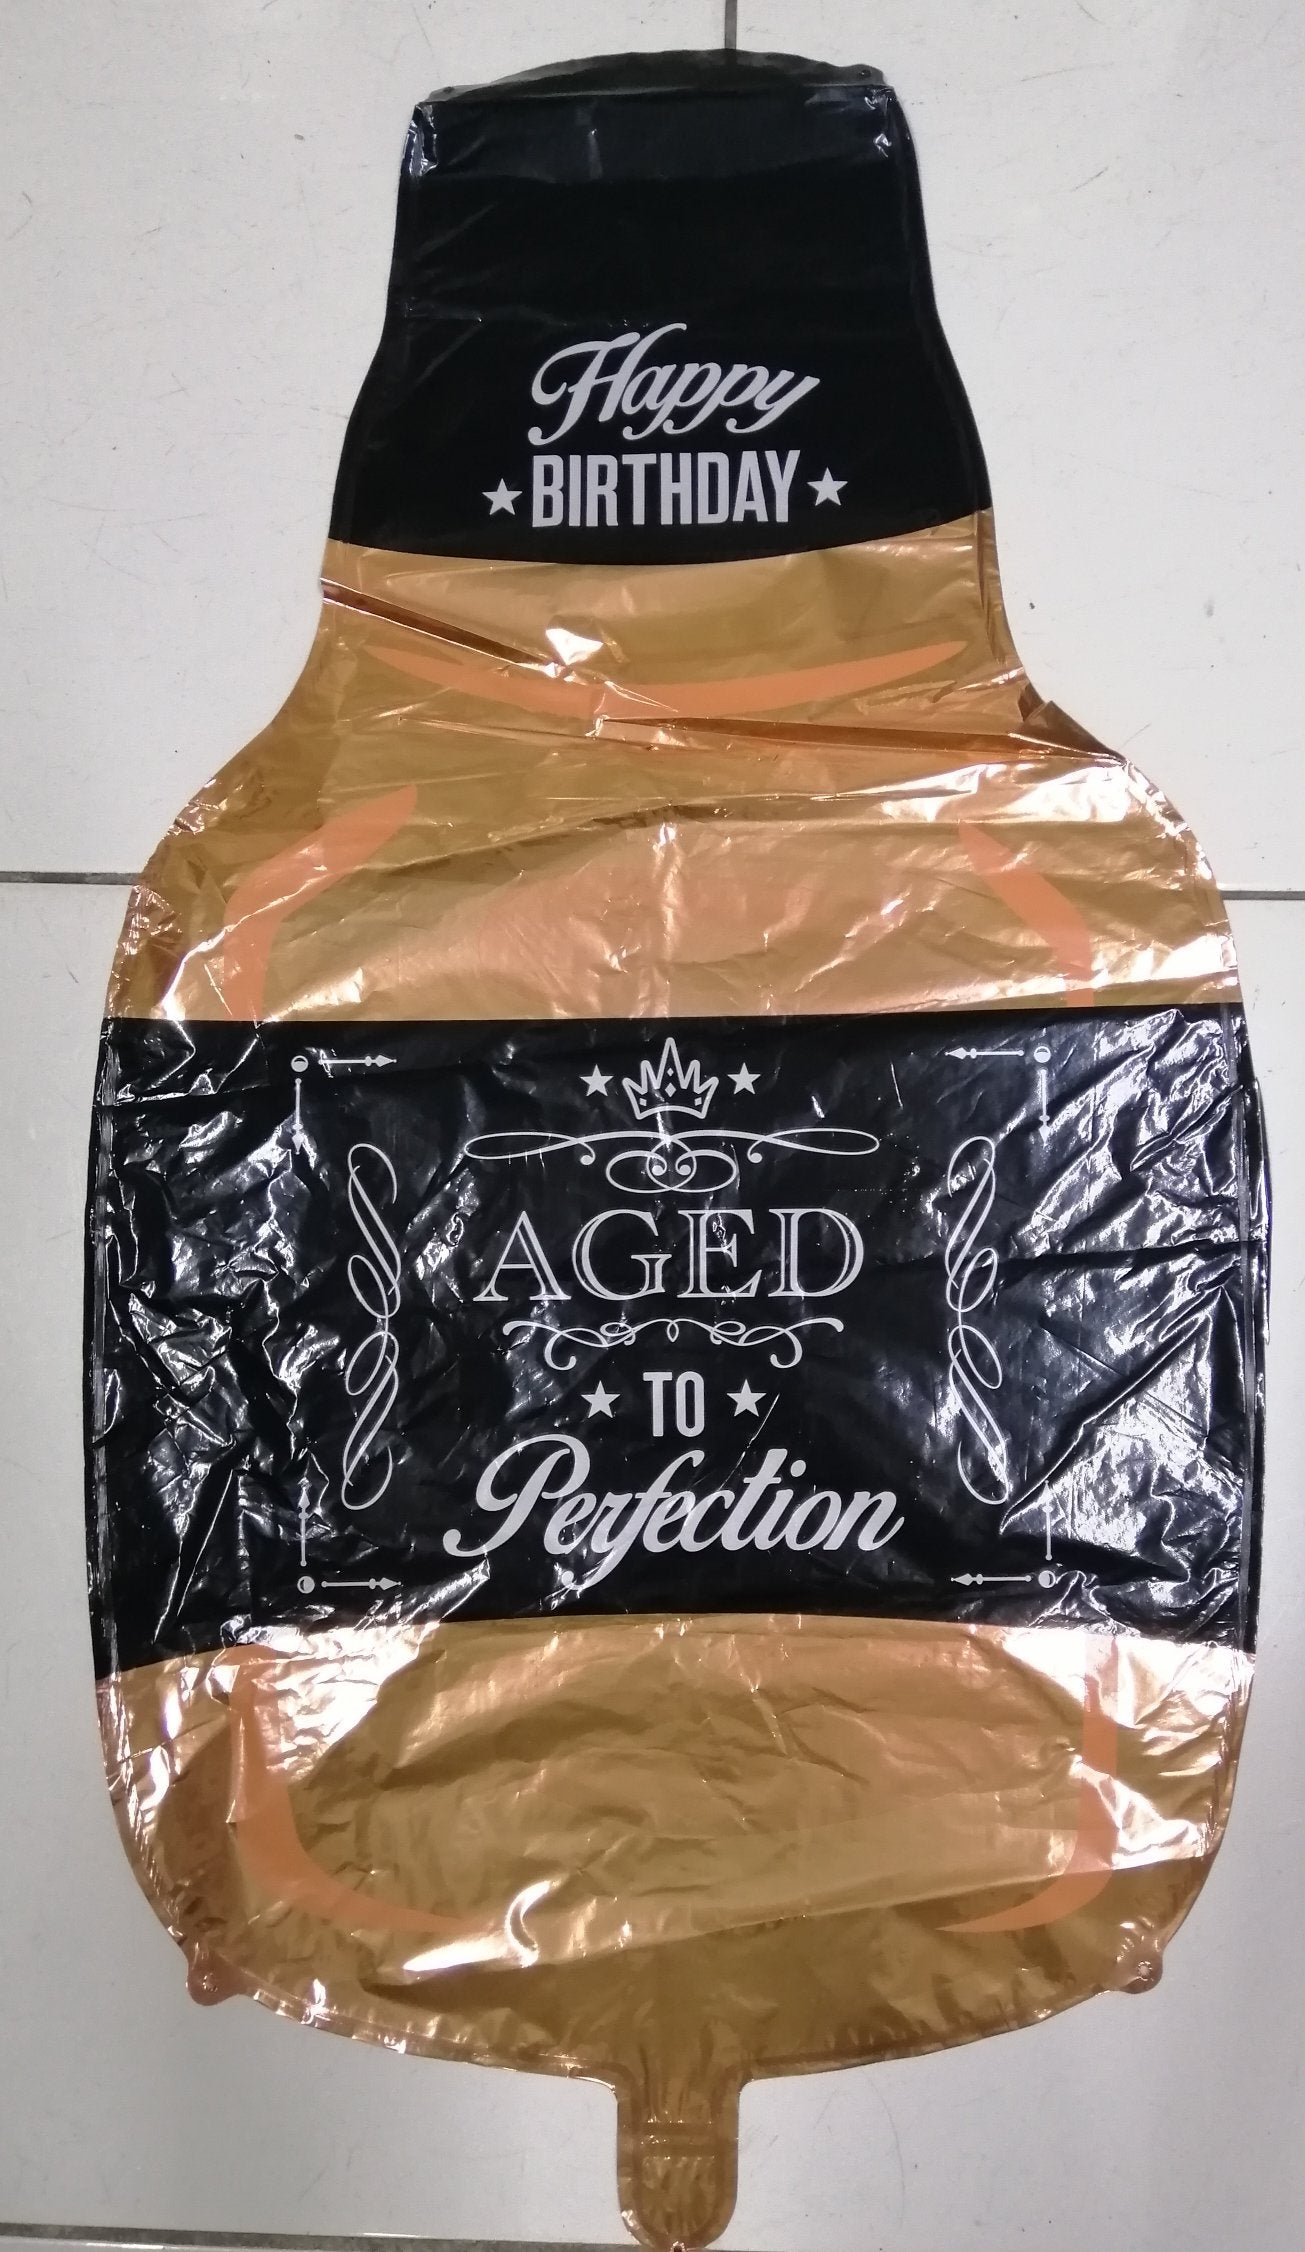 Happy
BIRTHDAY
AGED
TO
Perfection